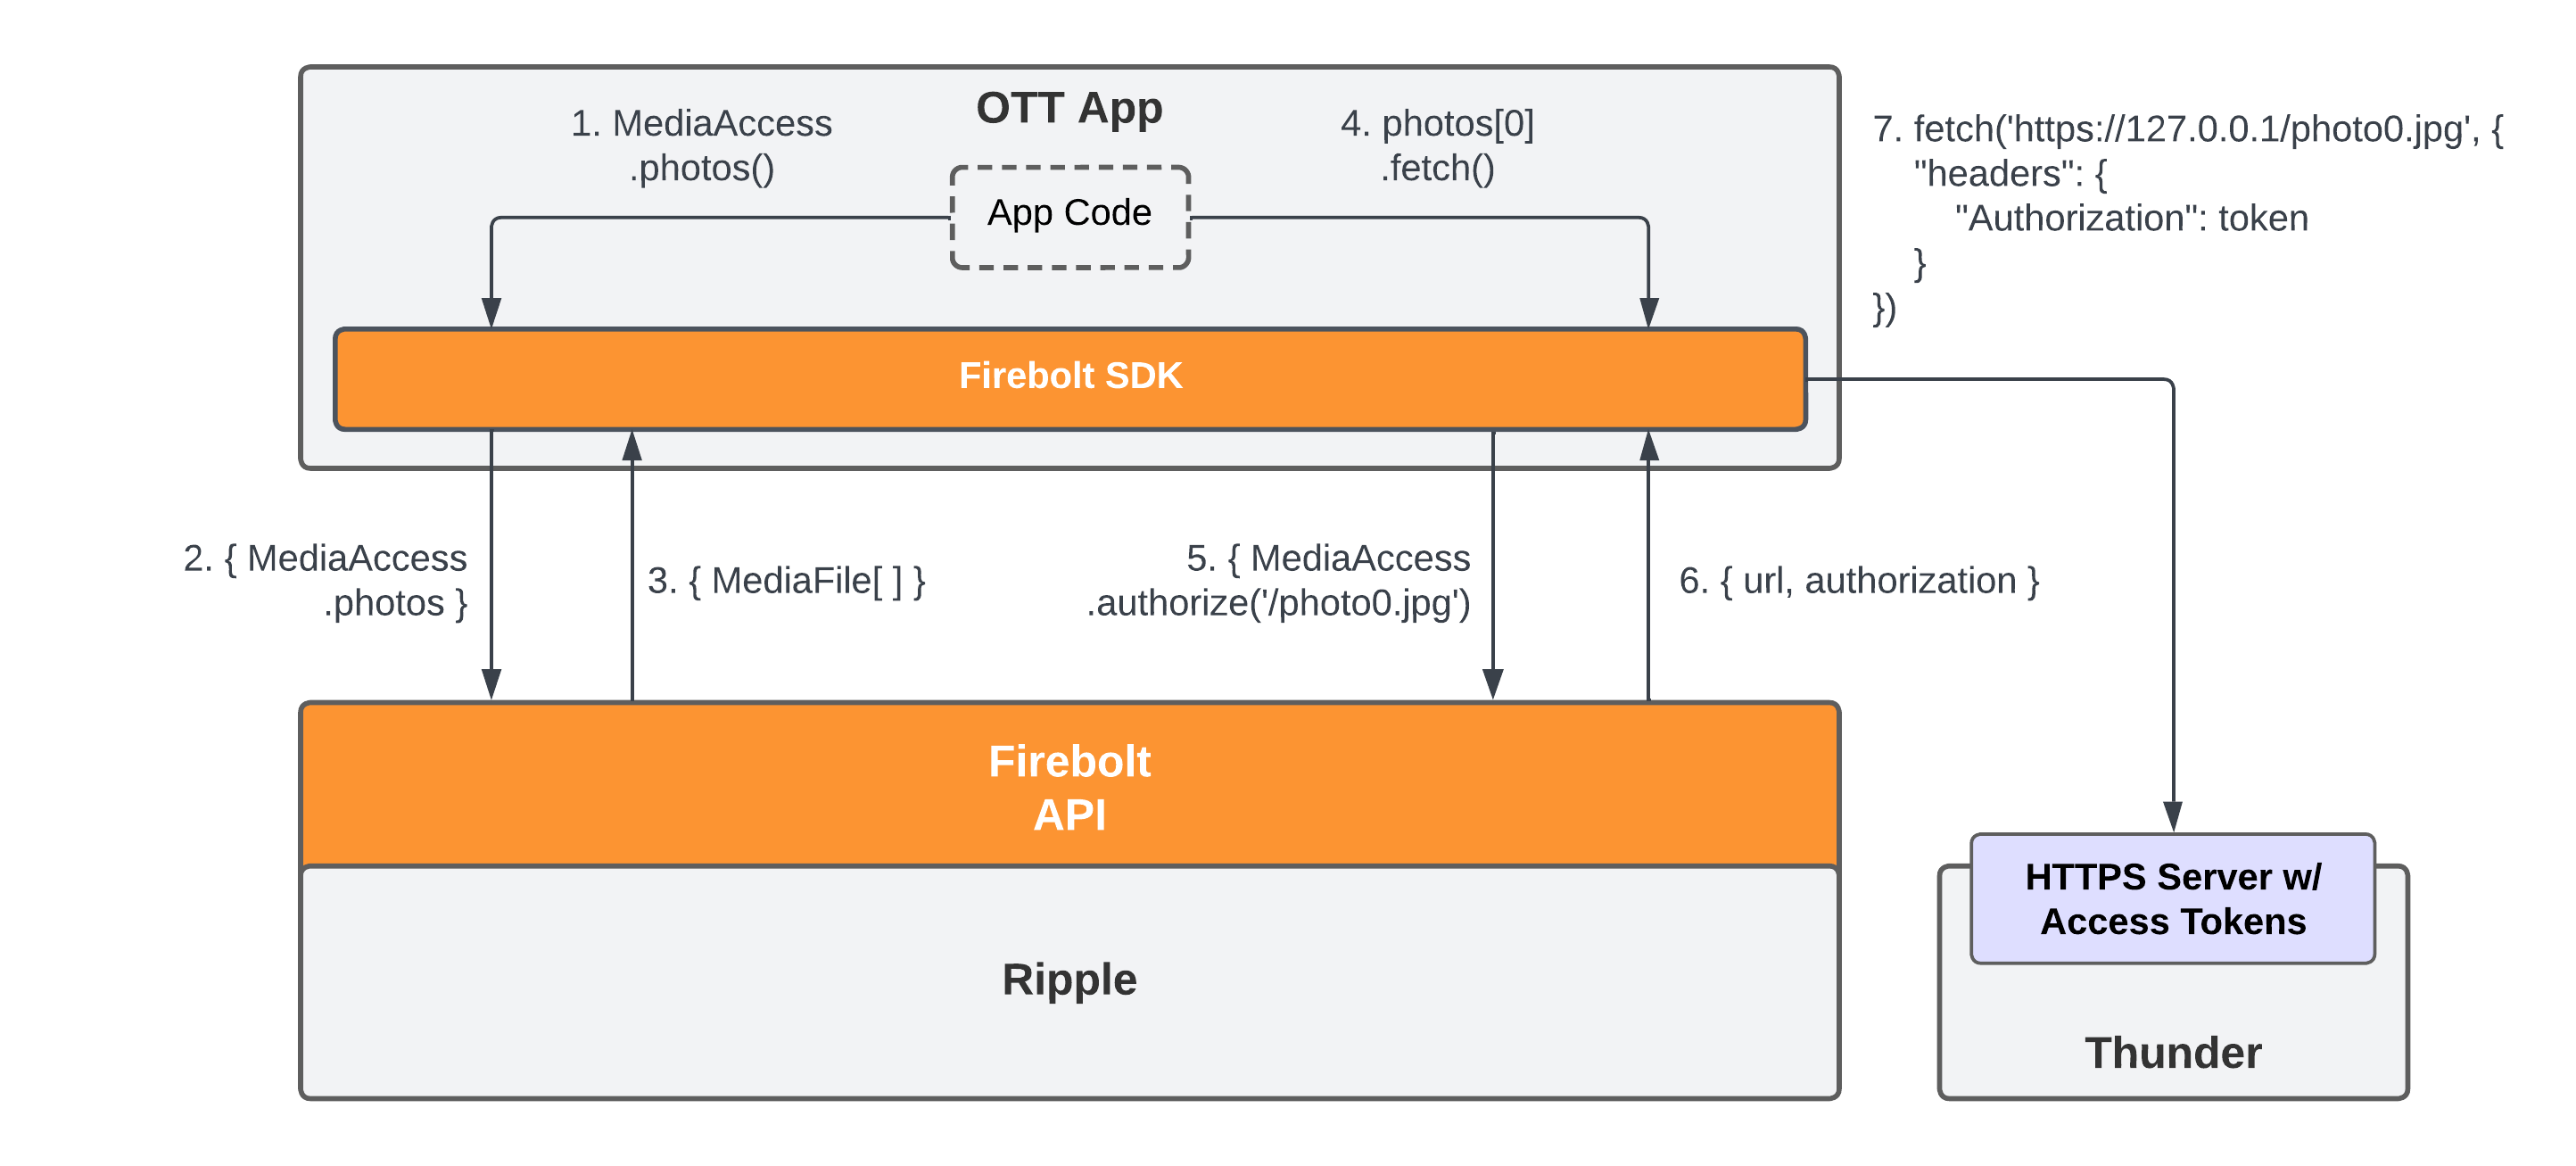 OTT App
1. MediaAccess
.photos()
4. photos[0]
.fetch()
App Code
7. fetch('https://127.0.0.1/photo0.jpg', {
"headers": {
"Authorization": token
}
})
Firebolt SDK
2. { MediaAccess
.photos }
3. { MediaFile[ ] }
5. { MediaAccess
.authorize('/photo0.jpg')
6. { url, authorization }
Firebolt
API
Ripple
HTTPS Server w/
Access Tokens
Thunder